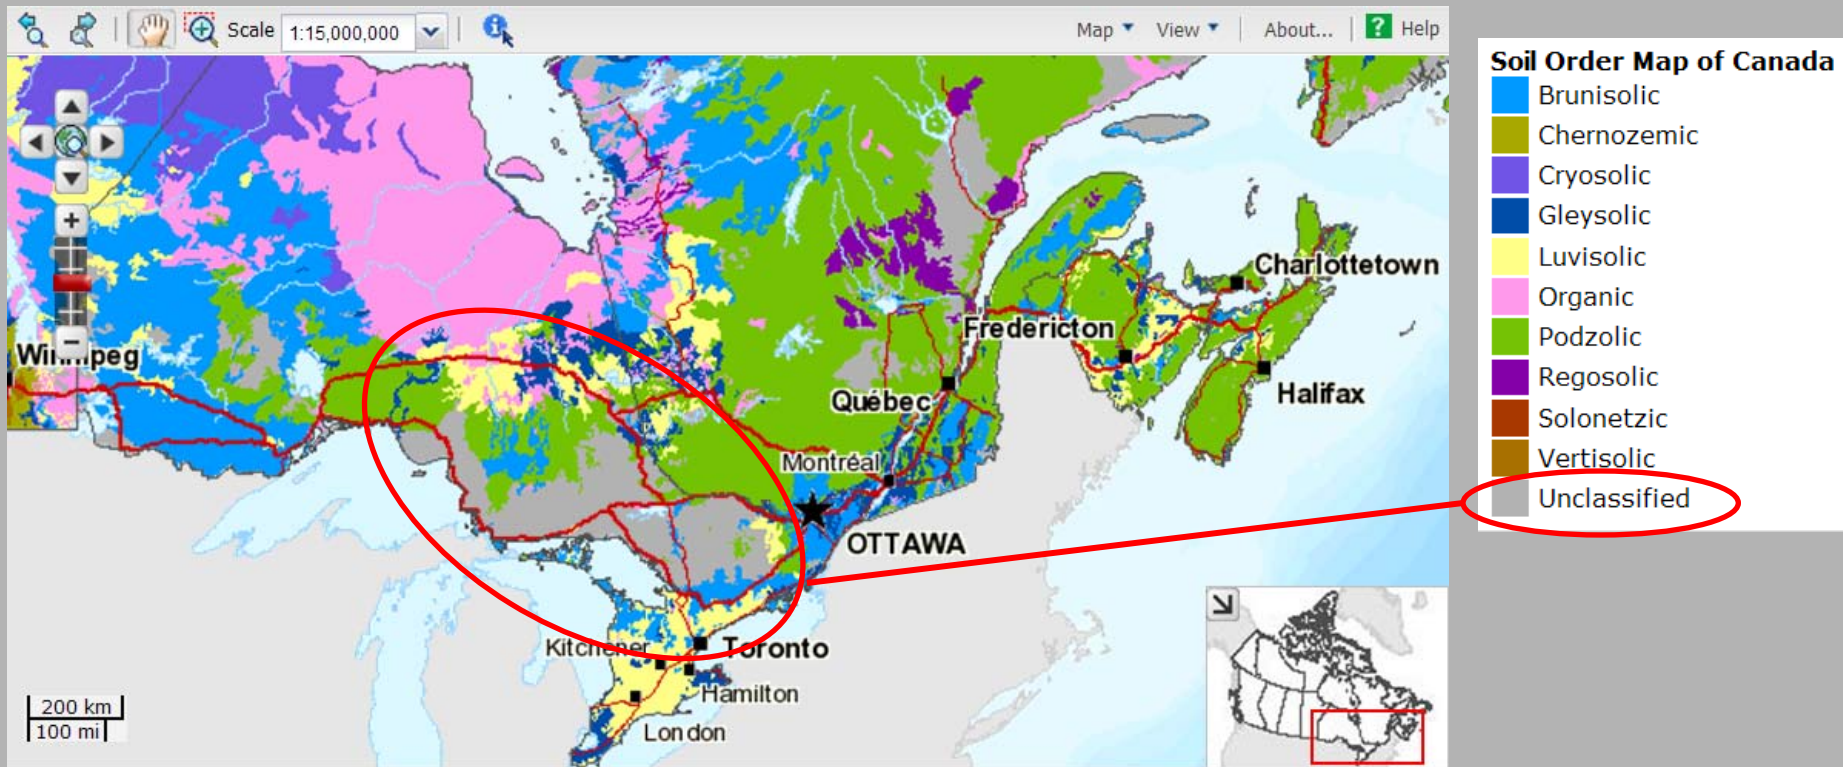 Scale 1:15,000,000 Map View About... ? Help
Soil Order Map of Canada
Brunisolic
Chernozemic
Cryosolic
Gleysolic
Luvisolic
Organic
Podzolic
Regosolic
Solonetzic
Vertisolic
Unclassified
Winnipeg
Charlottetown
Fredericton
Halifax
Québec
Montréal
OTTAWA
Kitchener
Toronto
Hamilton
London
200 km
100 mi